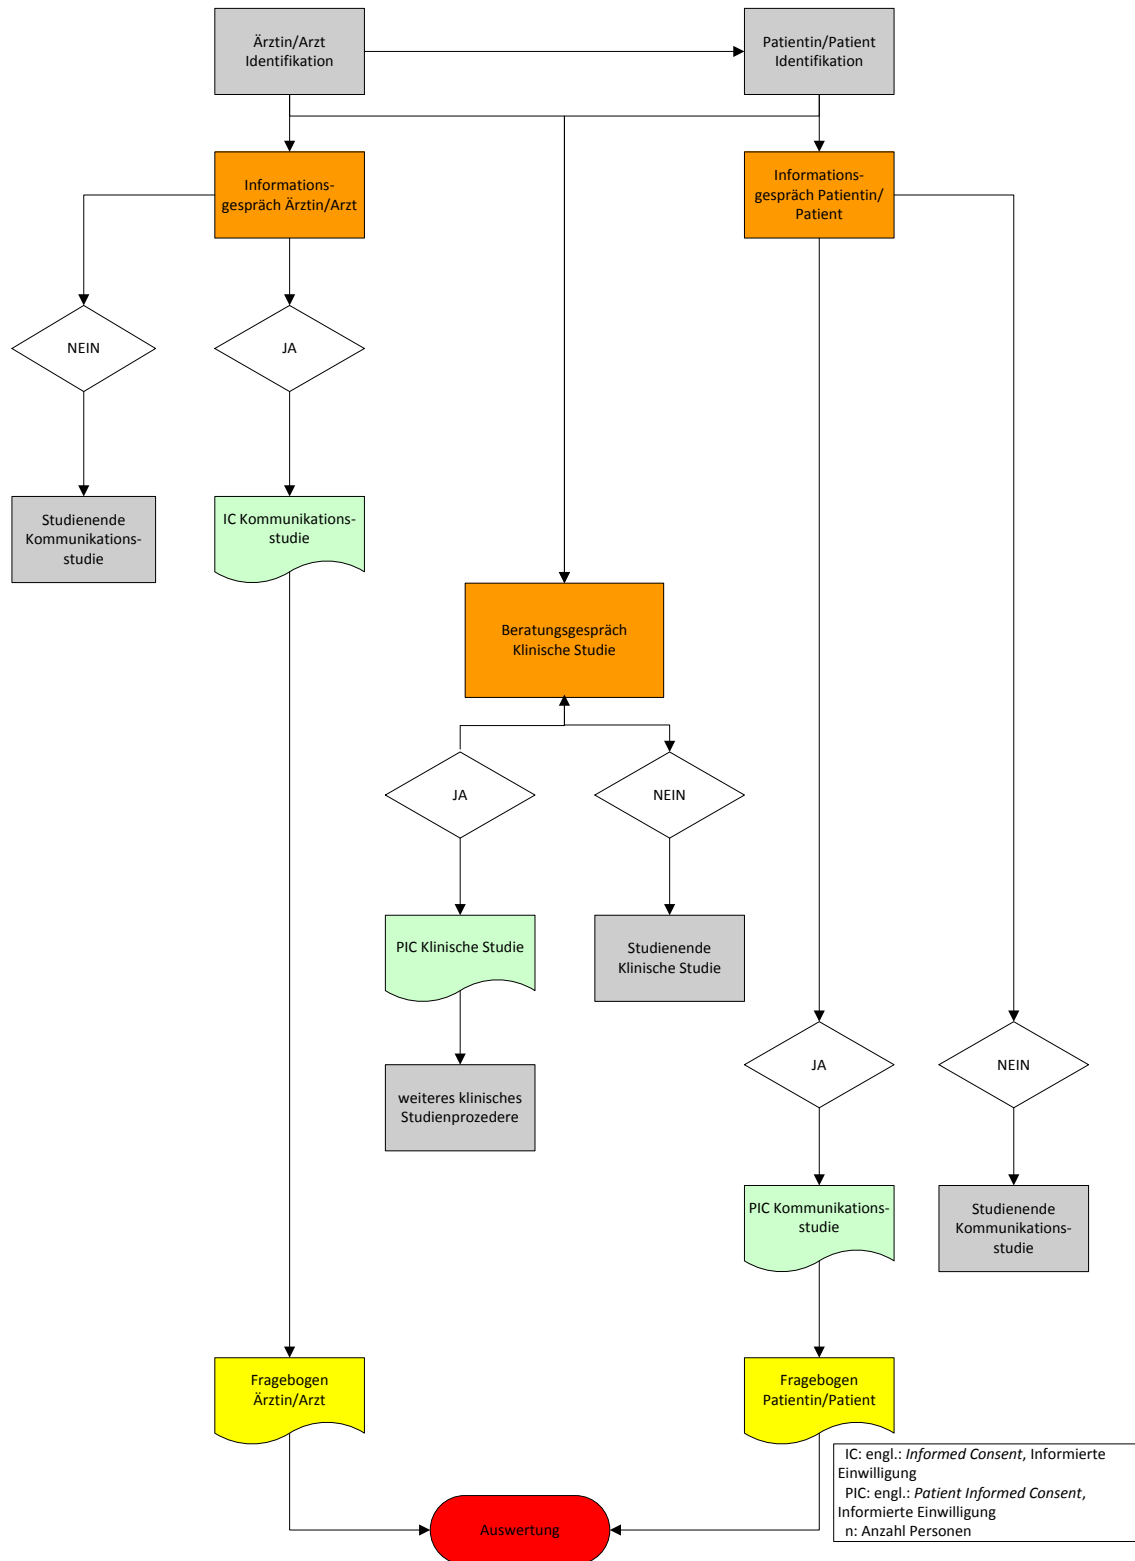 Ärztin/Arzt
Identifikation
Patientin/Patient
Identifikation
Informations-
gespräch Ärztin/Arzt
Informations-
gespräch Patientin/
Patient
NEIN
JA
Studienende
Kommunikations-
studie
IC Kommunikations-
studie
Beratungsgespräch
Klinische Studie
JA
NEIN
PIC Klinische Studie
Studienende
Klinische Studie
JA
NEIN
weiteres klinisches
Studienprozedere
PIC Kommunikations-
studie
Studienende
Kommunikations-
studie
Fragebogen
Ärztin/Arzt
Fragebogen
Patientin/Patient
IC: engl.: Informed Consent, Informierte
Einwilligung
PIC: engl.: Patient Informed Consent,
Informierte Einwilligung
n: Anzahl Personen
Auswertung